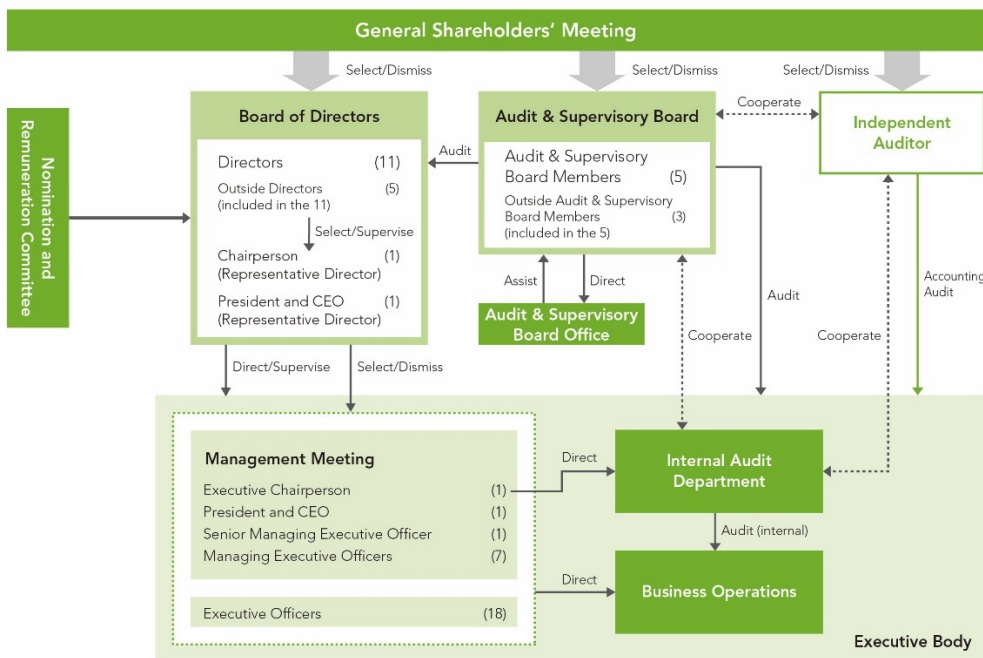 General Shareholders' Meeting
Select/Dismiss
Select/Dismiss
Select/Dismiss
Nomination and
Remuneration Committee
Board of Directors
Directors (11)
Outside Directors (5)
(included in the 11)
Select/Supervise
Chairperson (1)
(Representative Director)
President and CEO (1)
(Representative Director)
Audit
Audit & Supervisory Board
Audit & Supervisory
Board Members (5)
Outside Audit & Supervisory
Board Members (3)
(included in the 5)
Cooperate
Independent
Auditor
Assist
Direct
Audit & Supervisory
Board Office
Cooperate
Audit
Cooperate
Accounting
Audit
Direct/Supervise
Select/Dismiss
Management Meeting
Executive Chairperson (1)
President and CEO (1)
Senior Managing Executive Officer (1)
Managing Executive Officers (7)
Executive Officers (18)
Direct
Internal Audit
Department
Audit (internal)
Direct
Business Operations
Executive Body